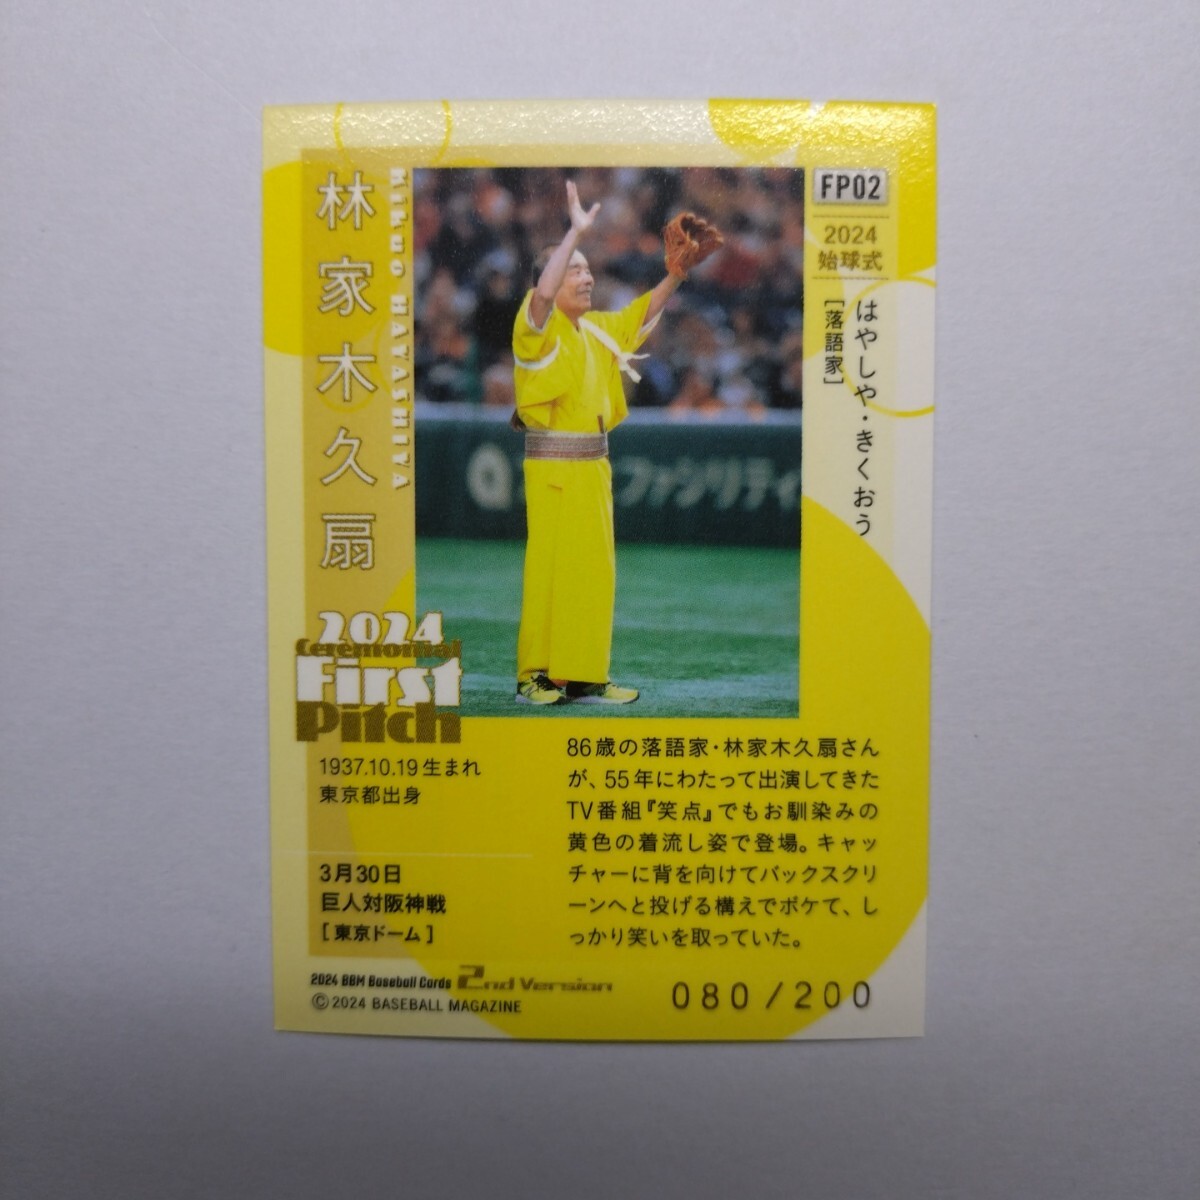 林家木久扇
Kikuo HAYASHIYA
FP02
2024
始球式
はやしや・きくおう
[落語家]
ファシリティ
2024
Ceremonial
First
Pitch
1937.10.19生まれ
東京都出身
3月30日
巨人対阪神戦
[東京ドーム]
86歳の落語家・林家木久扇さん
が、55年にわたって出演してきた
TV番組『笑点』でもお馴染みの
黄色の着流し姿で登場。キャッ
チャーに背を向けてバックスクリ
ーンへと投げる構えでボケて、し
っかり笑いを取っていた。
2024 BBM Baseball Cards 2nd Version
©2024 BASEBALL MAGAZINE
080/200